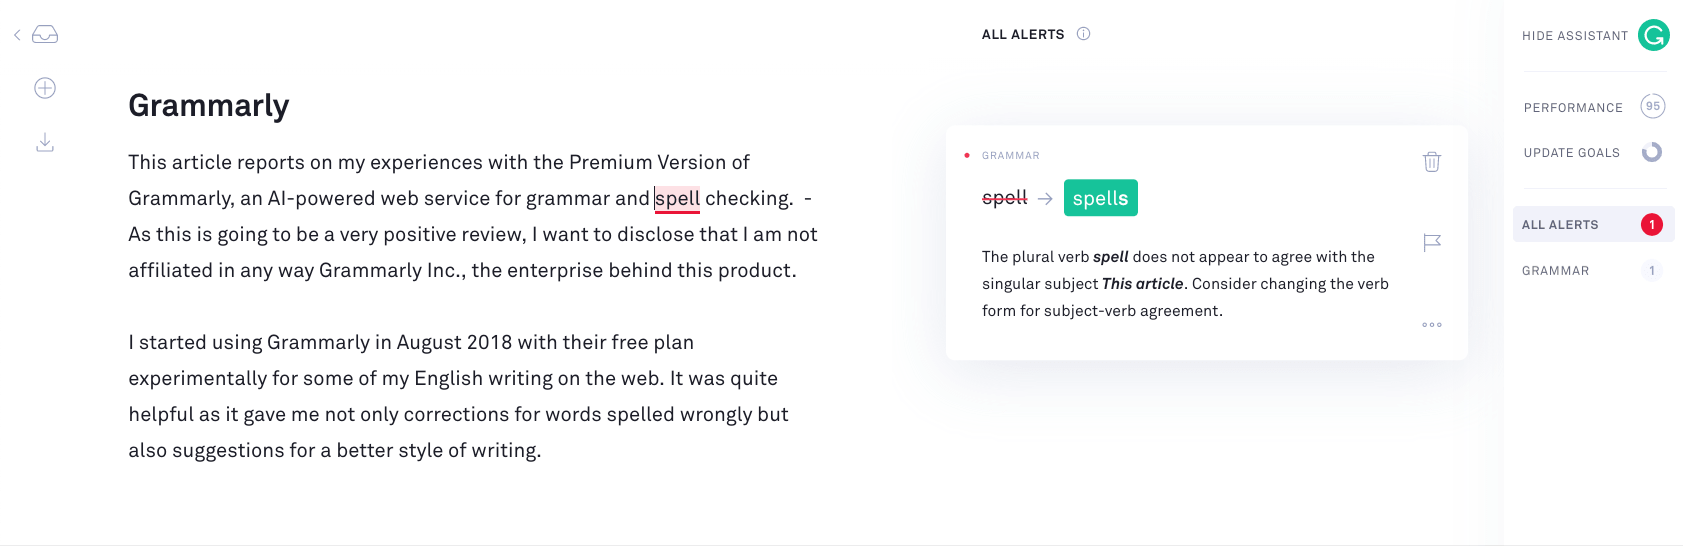 ALL ALERTS
HIDE ASSISTANT
Grammarly
This article reports on my experiences with the Premium Version of
Grammarly, an AI-powered web service for grammar and spell checking.  -
As this is going to be a very positive review, I want to disclose that I am not
affiliated in any way Grammarly Inc., the enterprise behind this product.
I started using Grammarly in August 2018 with their free plan
experimentally for some of my English writing on the web. It was quite
helpful as it gave me not only corrections for words spelled wrongly but
also suggestions for a better style of writing.
GRAMMAR
spell → spells
The plural verb spell does not appear to agree with the
singular subject This article. Consider changing the verb
form for subject-verb agreement.
PERFORMANCE 95
UPDATE GOALS
ALL ALERTS 1
GRAMMAR 1